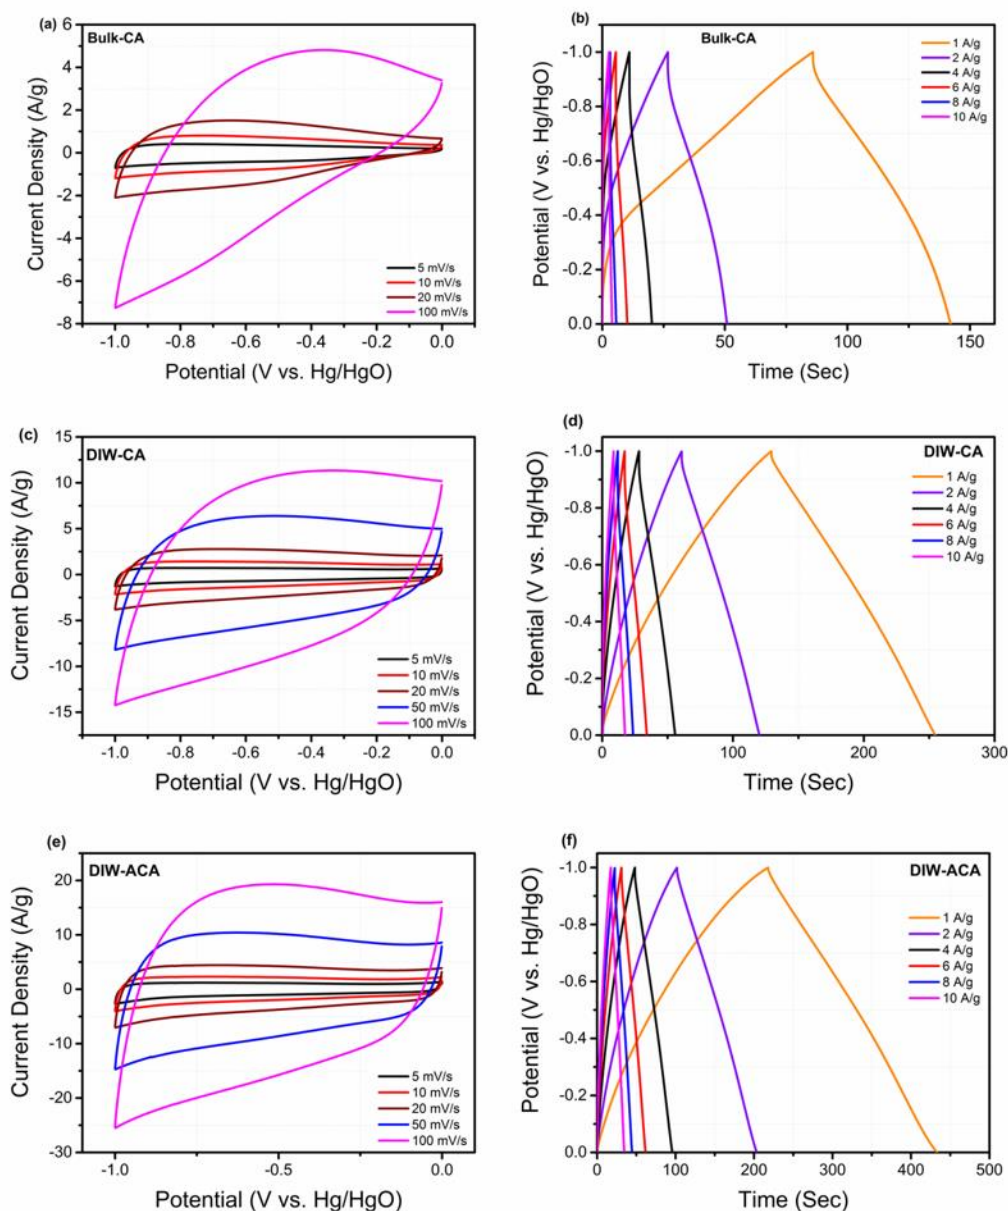 (a)
Bulk-CA
6
4
2
0
-2
-4
-6
-8
Current Density (A/g)
5 mV/s
10 mV/s
20 mV/s
100 mV/s
-1.0 -0.8 -0.6 -0.4 -0.2 0.0
Potential (V vs. Hg/HgO)
(b)
Bulk-CA
1 A/g
2 A/g
4 A/g
6 A/g
8 A/g
10 A/g
-1.0
-0.8
-0.6
-0.4
-0.2
0.0
Potential (V vs. Hg/HgO)
0 50 100 150
Time (Sec)
(c)
DIW-CA
15
10
5
0
-5
-10
-15
Current Density (A/g)
5 mV/s
10 mV/s
20 mV/s
50 mV/s
100 mV/s
-1.0 -0.8 -0.6 -0.4 -0.2 0.0
Potential (V vs. Hg/HgO)
(d)
DIW-CA
1 A/g
2 A/g
4 A/g
6 A/g
8 A/g
10 A/g
-1.0
-0.8
-0.6
-0.4
-0.2
0.0
Potential (V vs. Hg/HgO)
0 100 200 300
Time (Sec)
(e)
DIW-ACA
20
10
0
-10
-20
-30
Current Density (A/g)
5 mV/s
10 mV/s
20 mV/s
50 mV/s
100 mV/s
-1.0 -0.5 0.0
Potential (V vs. Hg/HgO)
(f)
DIW-ACA
1 A/g
2 A/g
4 A/g
6 A/g
8 A/g
10 A/g
-1.0
-0.8
-0.6
-0.4
-0.2
0.0
Potential (V vs. Hg/HgO)
0 100 200 300 400 500
Time (Sec)